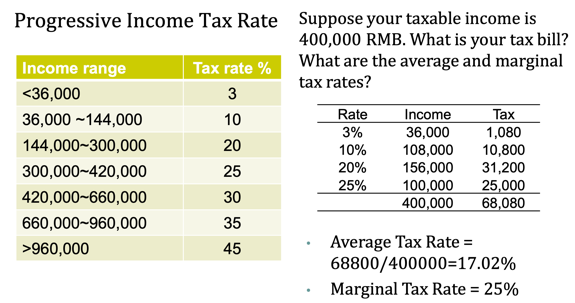 Progressive Income Tax Rate
Income range Tax rate %
<36,000 3
36,000 ~144,000 10
144,000~300,000 20
300,000~420,000 25
420,000~660,000 30
660,000~960,000 35
>960,000 45
Suppose your taxable income is
400,000 RMB. What is your tax bill?
What are the average and marginal
tax rates?
Rate Income Tax
3% 36,000 1,080
10% 108,000 10,800
20% 156,000 31,200
25% 100,000 25,000
400,000 68,080
• Average Tax Rate =
68800/400000=17.02%
• Marginal Tax Rate = 25%